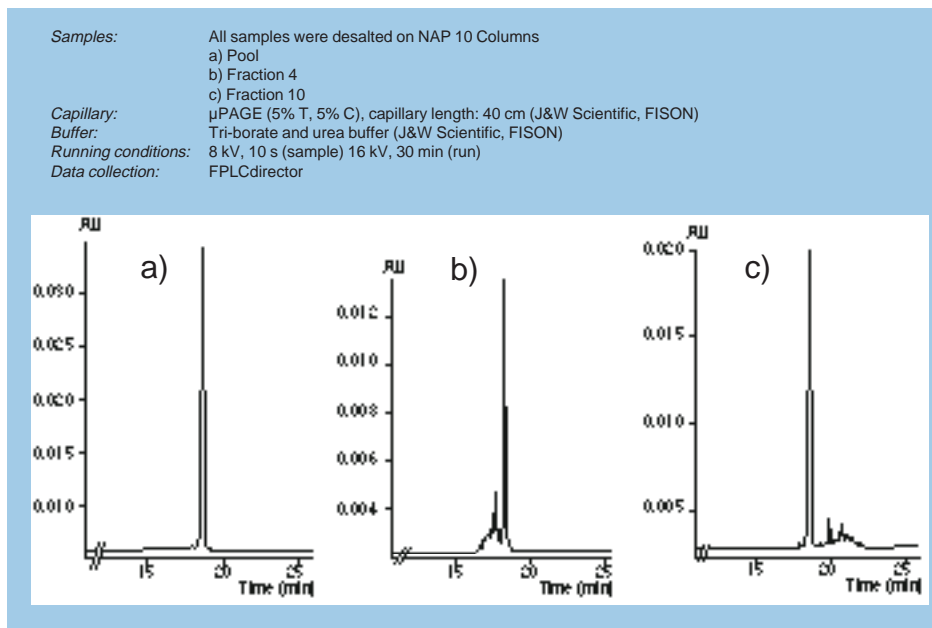 Samples: All samples were desalted on NAP 10 Columns
a) Pool
b) Fraction 4
c) Fraction 10
Capillary: µPAGE (5% T, 5% C), capillary length: 40 cm (J&W Scientific, FISON)
Buffer: Tri-borate and urea buffer (J&W Scientific, FISON)
Running conditions: 8 kV, 10 s (sample) 16 kV, 30 min (run)
Data collection: FPLCdirector
AU
a)
0.030
0.025
0.020
0.015
0.010
15 20 25
Time (min)
AU
b)
0.012
0.010
0.008
0.006
0.004
15 20 25
Time (min)
AU
c)
0.020
0.015
0.010
0.005
15 20 25
Time (min)